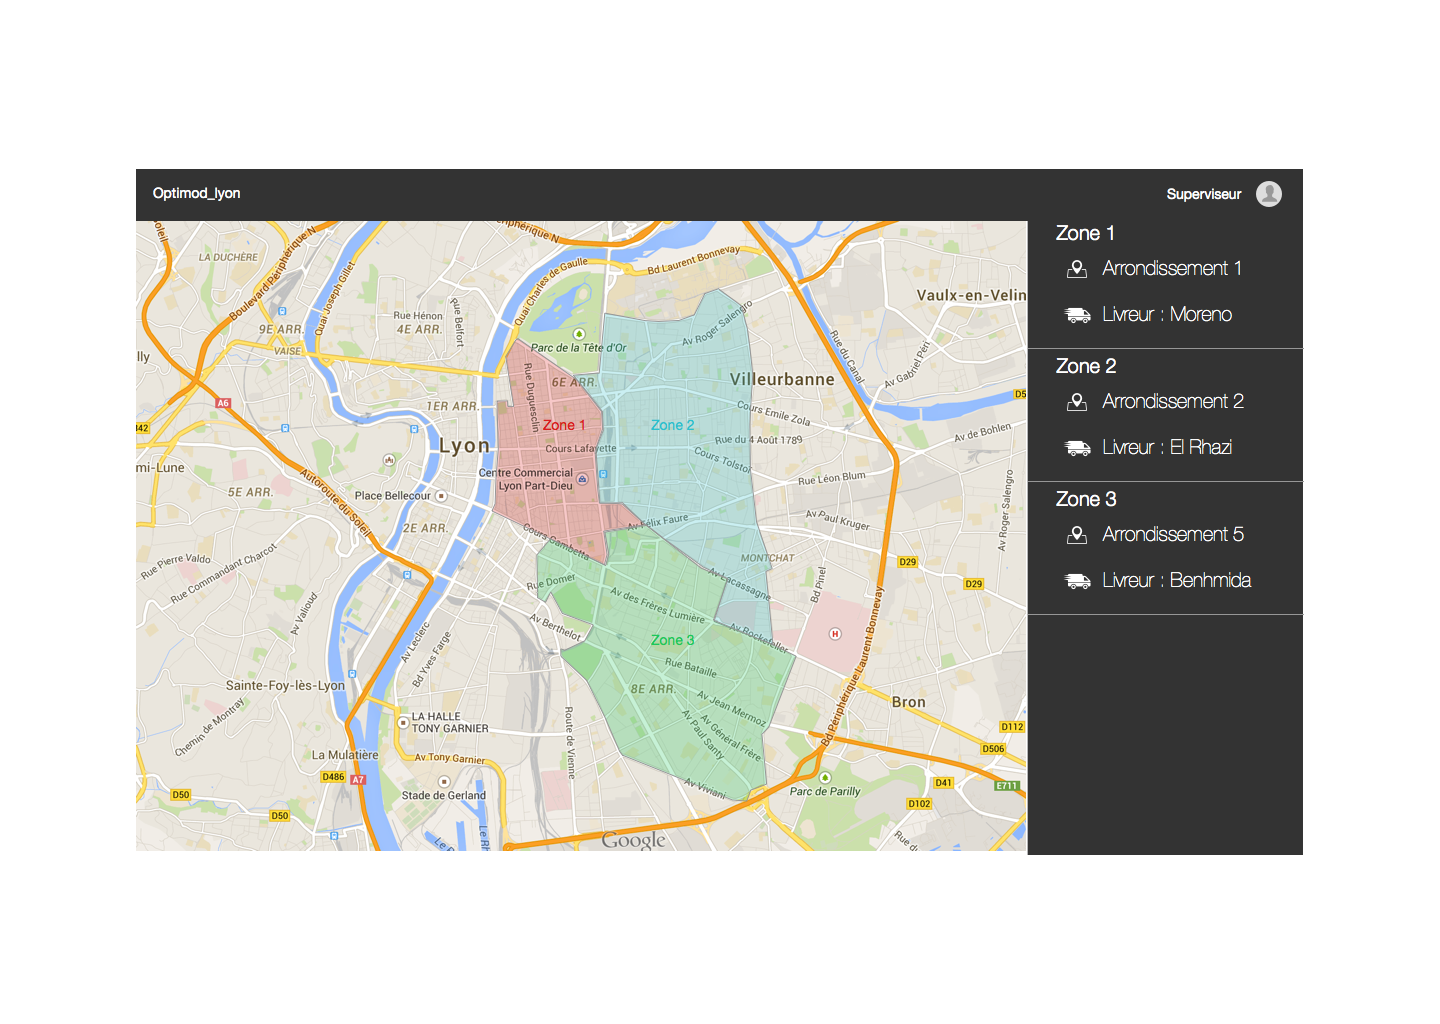 Optimod_lyon
Superviseur
Zone 1
Arrondissement 1
Livreur : Moreno
Zone 2
Arrondissement 2
Livreur : El Rhazi
Zone 3
Arrondissement 5
Livreur : Benhmida
Périphérique N
LA DUCHÈRE
Boulevard Périphérique N
Quai Joseph Gillet
Quai Charles de Gaulle
Bd Laurent Bonnevay
Vaulx-en-Velin
Rue Hénon
Rue Belfort
9E ARR.
4E ARR.
VAISE
Parc de la Tête d'Or
Av Roger Salengro
Rue du Canal
Av Gabriel Péri
Rue Duguesclin
6E ARR.
Villeurbanne
A6
1ER ARR.
Cours Emile Zola
D5
Zone 1
Zone 2
Rue du 4 Août 1789
Av de Bohlen
Lyon
Cours Lafayette
Cours Tolstoï
mi-Lune
Centre Commercial
Lyon Part-Dieu
Rue Léon Blum
Autoroute du Soleil
Place Bellecour
5E ARR.
2E ARR.
Av Félix Faure
Av Paul Kruger
Av Roger Salengro
Cours Gambetta
Rue Pierre Valdo
Rue Commandant Charcot
MONTCHAT
D29
D29
Rue Domer
Av Lacassagne
Bd Pinel
Av Valioud
Av des Frères Lumière
Av Berthelot
Av Rockefeller
Av Leclerc
Bd Yves Farge
Zone 3
H
Rue Bataille
Sainte-Foy-lès-Lyon
8E ARR.
Av Jean Mermoz
Bd Périphérique Laurent Bonnevay
Bron
Chemin de Montray
LA HALLE
TONY GARNIER
Route de Vienne
Av Paul Santy
Av Général Frère
D112
D506
La Mulatière
Av Tony Garnier
D486
A7
Stade de Gerland
Av Viviani
Parc de Parilly
D41
E711
D50
D50
D102
Google